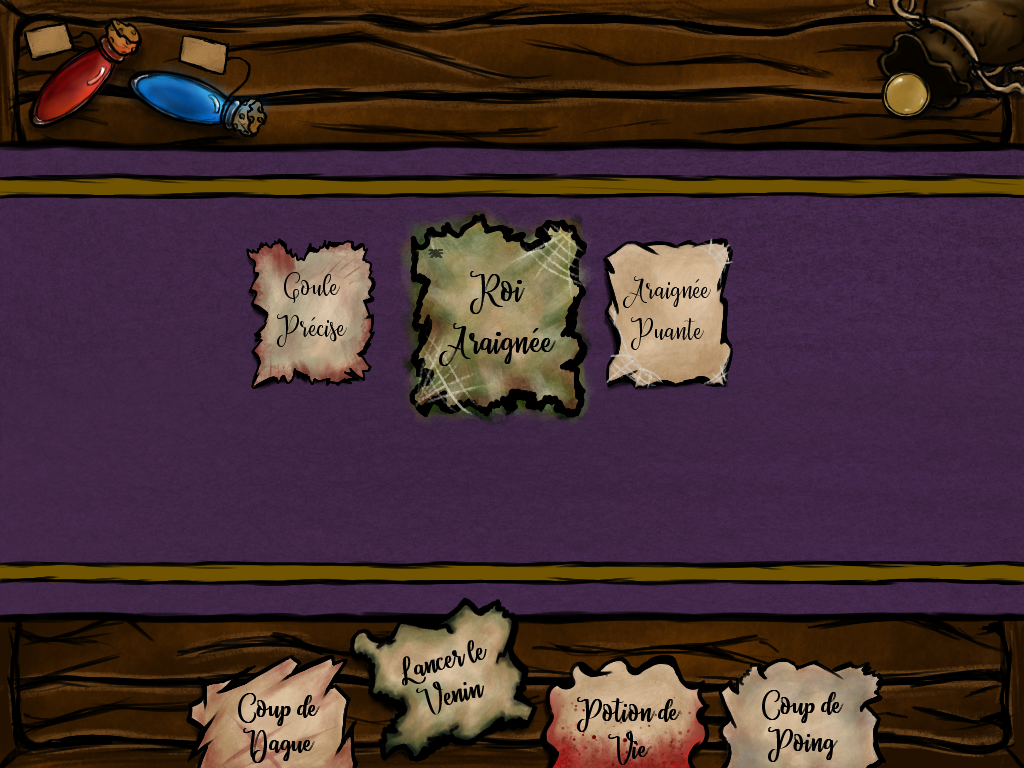 Goule
Précise
Roi
Araignée
Araignée
Puante
Lancer le
Venin
Coup de
Dague
Potion de
Vie
Coup de
Poing